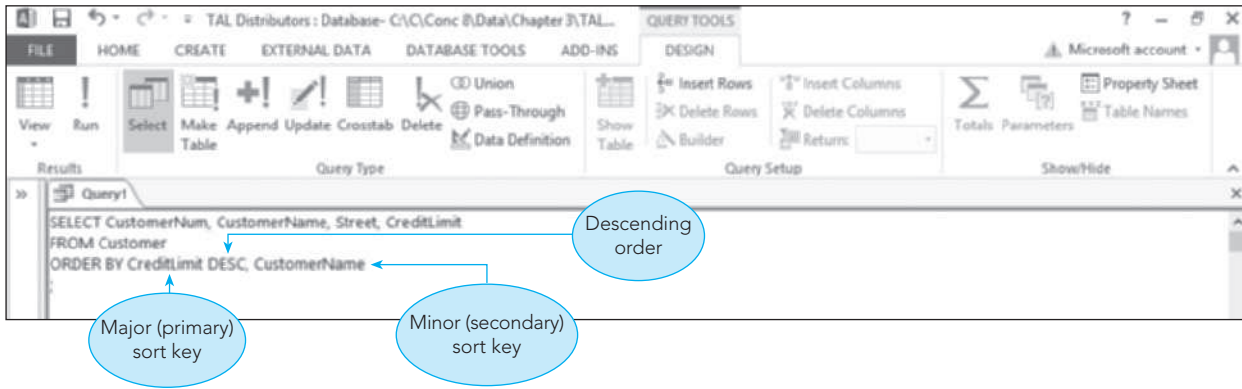 TAL Distributors : Database- C:\C\Conc 8\Data\Chapter 3\TAL... QUERY TOOLS ?
FILE HOME CREATE EXTERNAL DATA DATABASE TOOLS ADD-INS DESIGN Microsoft account
View Run Select Make Table Append Update Crosstab Delete Union
Pass-Through
Data Definition
Show Table Insert Rows Insert Columns
Delete Rows Delete Columns
Builder Return:
Totals Parameters Property Sheet
Table Names
Results Query Type Query Setup Show/Hide
Query1
SELECT CustomerNum, CustomerName, Street, CreditLimit
FROM Customer
ORDER BY CreditLimit DESC, CustomerName
;
Descending
order
Major (primary)
sort key
Minor (secondary)
sort key